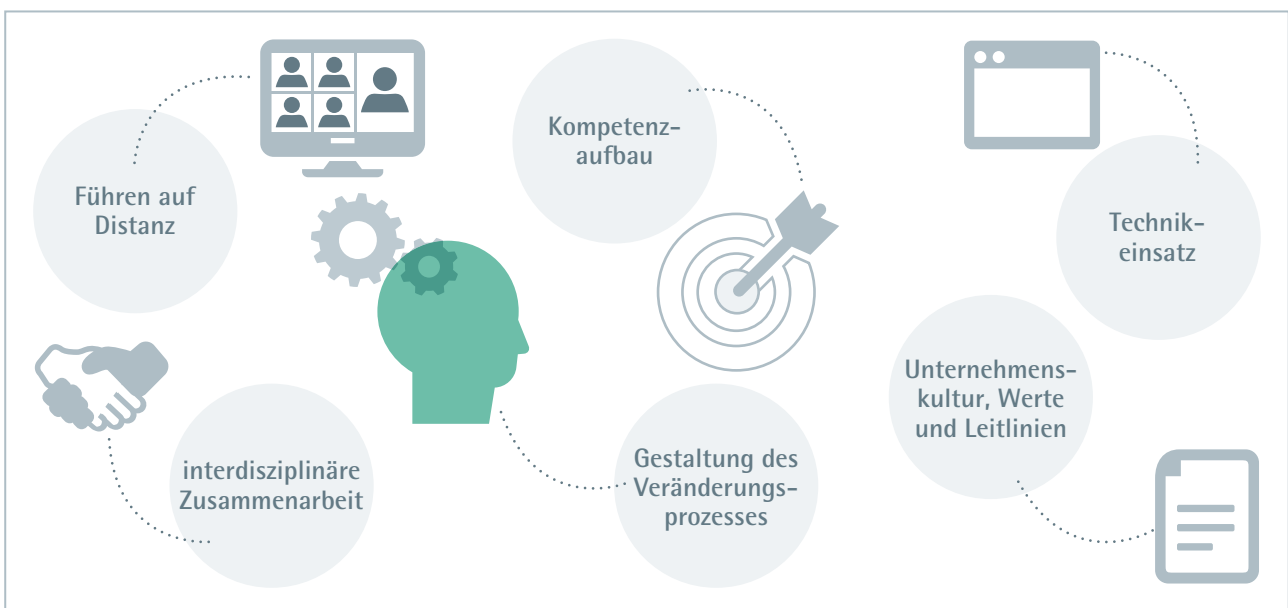 Führen auf
Distanz
Kompetenz-
aufbau
Technik-
einsatz
interdisziplinäre
Zusammenarbeit
Gestaltung des
Veränderungs-
prozesses
Unternehmens-
kultur, Werte
und Leitlinien